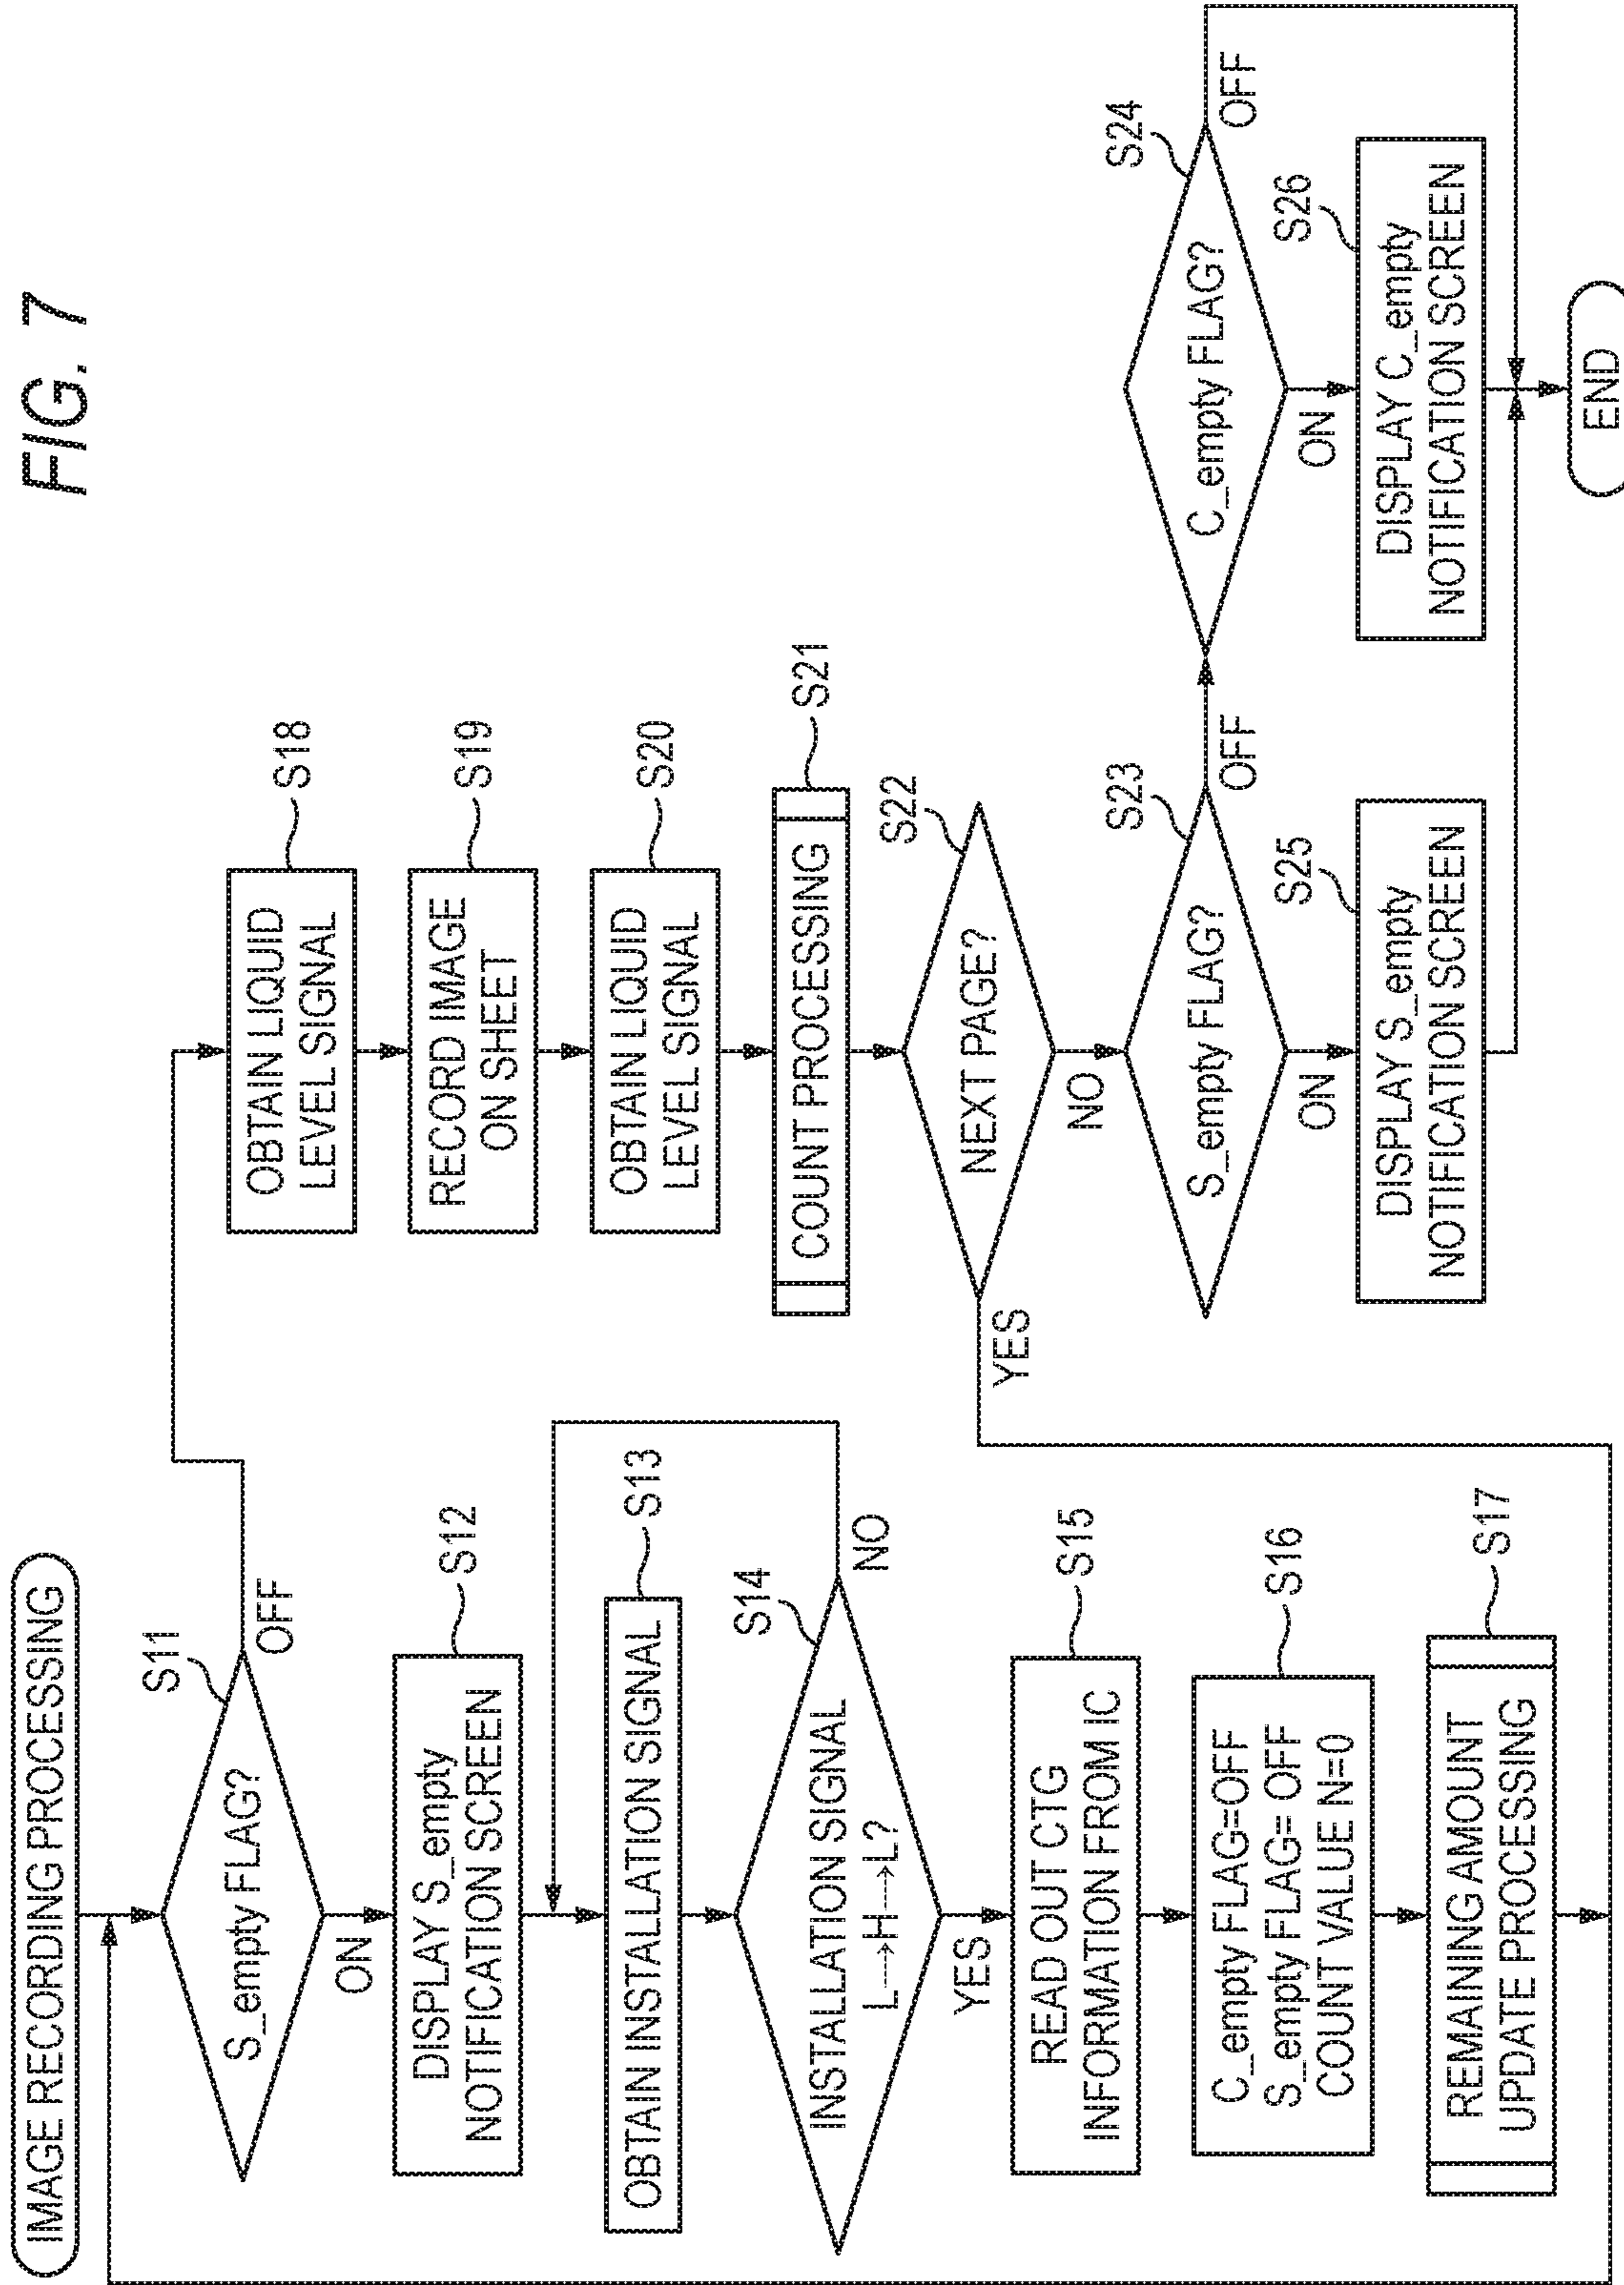 FIG. 7
IMAGE RECORDING PROCESSING
S11
S_empty FLAG?
OFF
ON
S12
DISPLAY S_empty
NOTIFICATION SCREEN
S13
OBTAIN INSTALLATION SIGNAL
S14
INSTALLATION SIGNAL
L→H→L?
NO
YES
S15
READ OUT CTG
INFORMATION FROM IC
S16
C_empty FLAG=OFF
S_empty FLAG= OFF
COUNT VALUE N=0
S17
REMAINING AMOUNT
UPDATE PROCESSING
S18
OBTAIN LIQUID
LEVEL SIGNAL
S19
RECORD IMAGE
ON SHEET
S20
OBTAIN LIQUID
LEVEL SIGNAL
S21
COUNT PROCESSING
S22
NEXT PAGE?
YES
NO
S23
S_empty FLAG?
OFF
ON
S25
DISPLAY S_empty
NOTIFICATION SCREEN
S24
C_empty FLAG?
OFF
ON
S26
DISPLAY C_empty
NOTIFICATION SCREEN
END